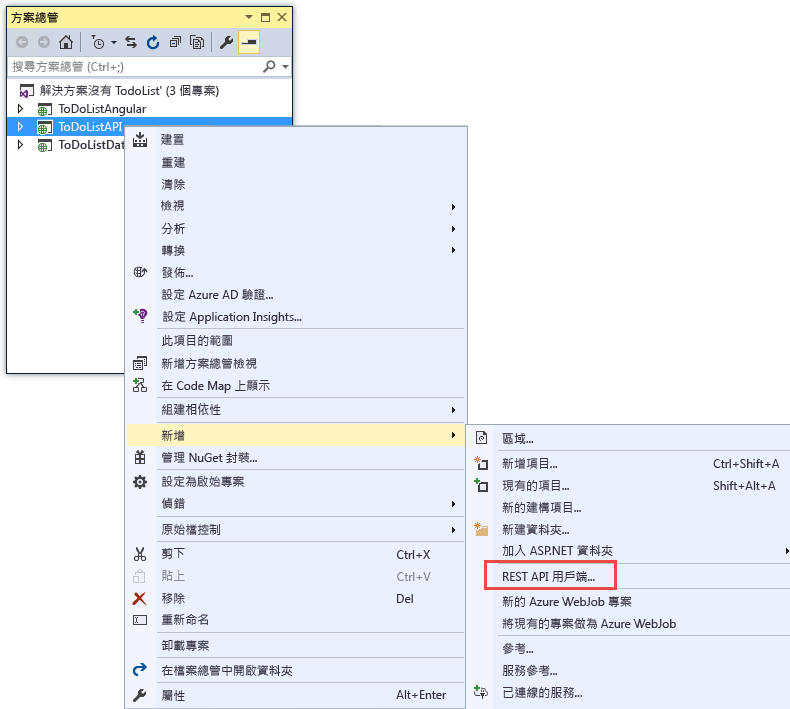 方案總管
搜尋方案總管 (Ctrl+;)
解決方案沒有 TodoList' (3 個專案)
ToDoListAngular
ToDoListAPI
ToDoListDat
建置
重建
清除
檢視
分析
轉換
發佈...
設定 Azure AD 驗證...
設定 Application Insights...
此項目的範圍
新增方案總管檢視
在 Code Map 上顯示
組建相依性
新增
管理 NuGet 封裝...
設定為啟始專案
偵錯
原始檔控制
剪下 Ctrl+X
貼上 Ctrl+V
移除 Del
重新命名
卸載專案
在檔案總管中開啟資料夾
屬性 Alt+Enter
區域...
新增項目... Ctrl+Shift+A
現有的項目... Shift+Alt+A
新的建構項目...
新建資料夾...
加入 ASP.NET 資料夾
REST API 用戶端...
新的 Azure WebJob 專案
將現有的專案做為 Azure WebJob
參考...
服務參考...
已連線的服務...